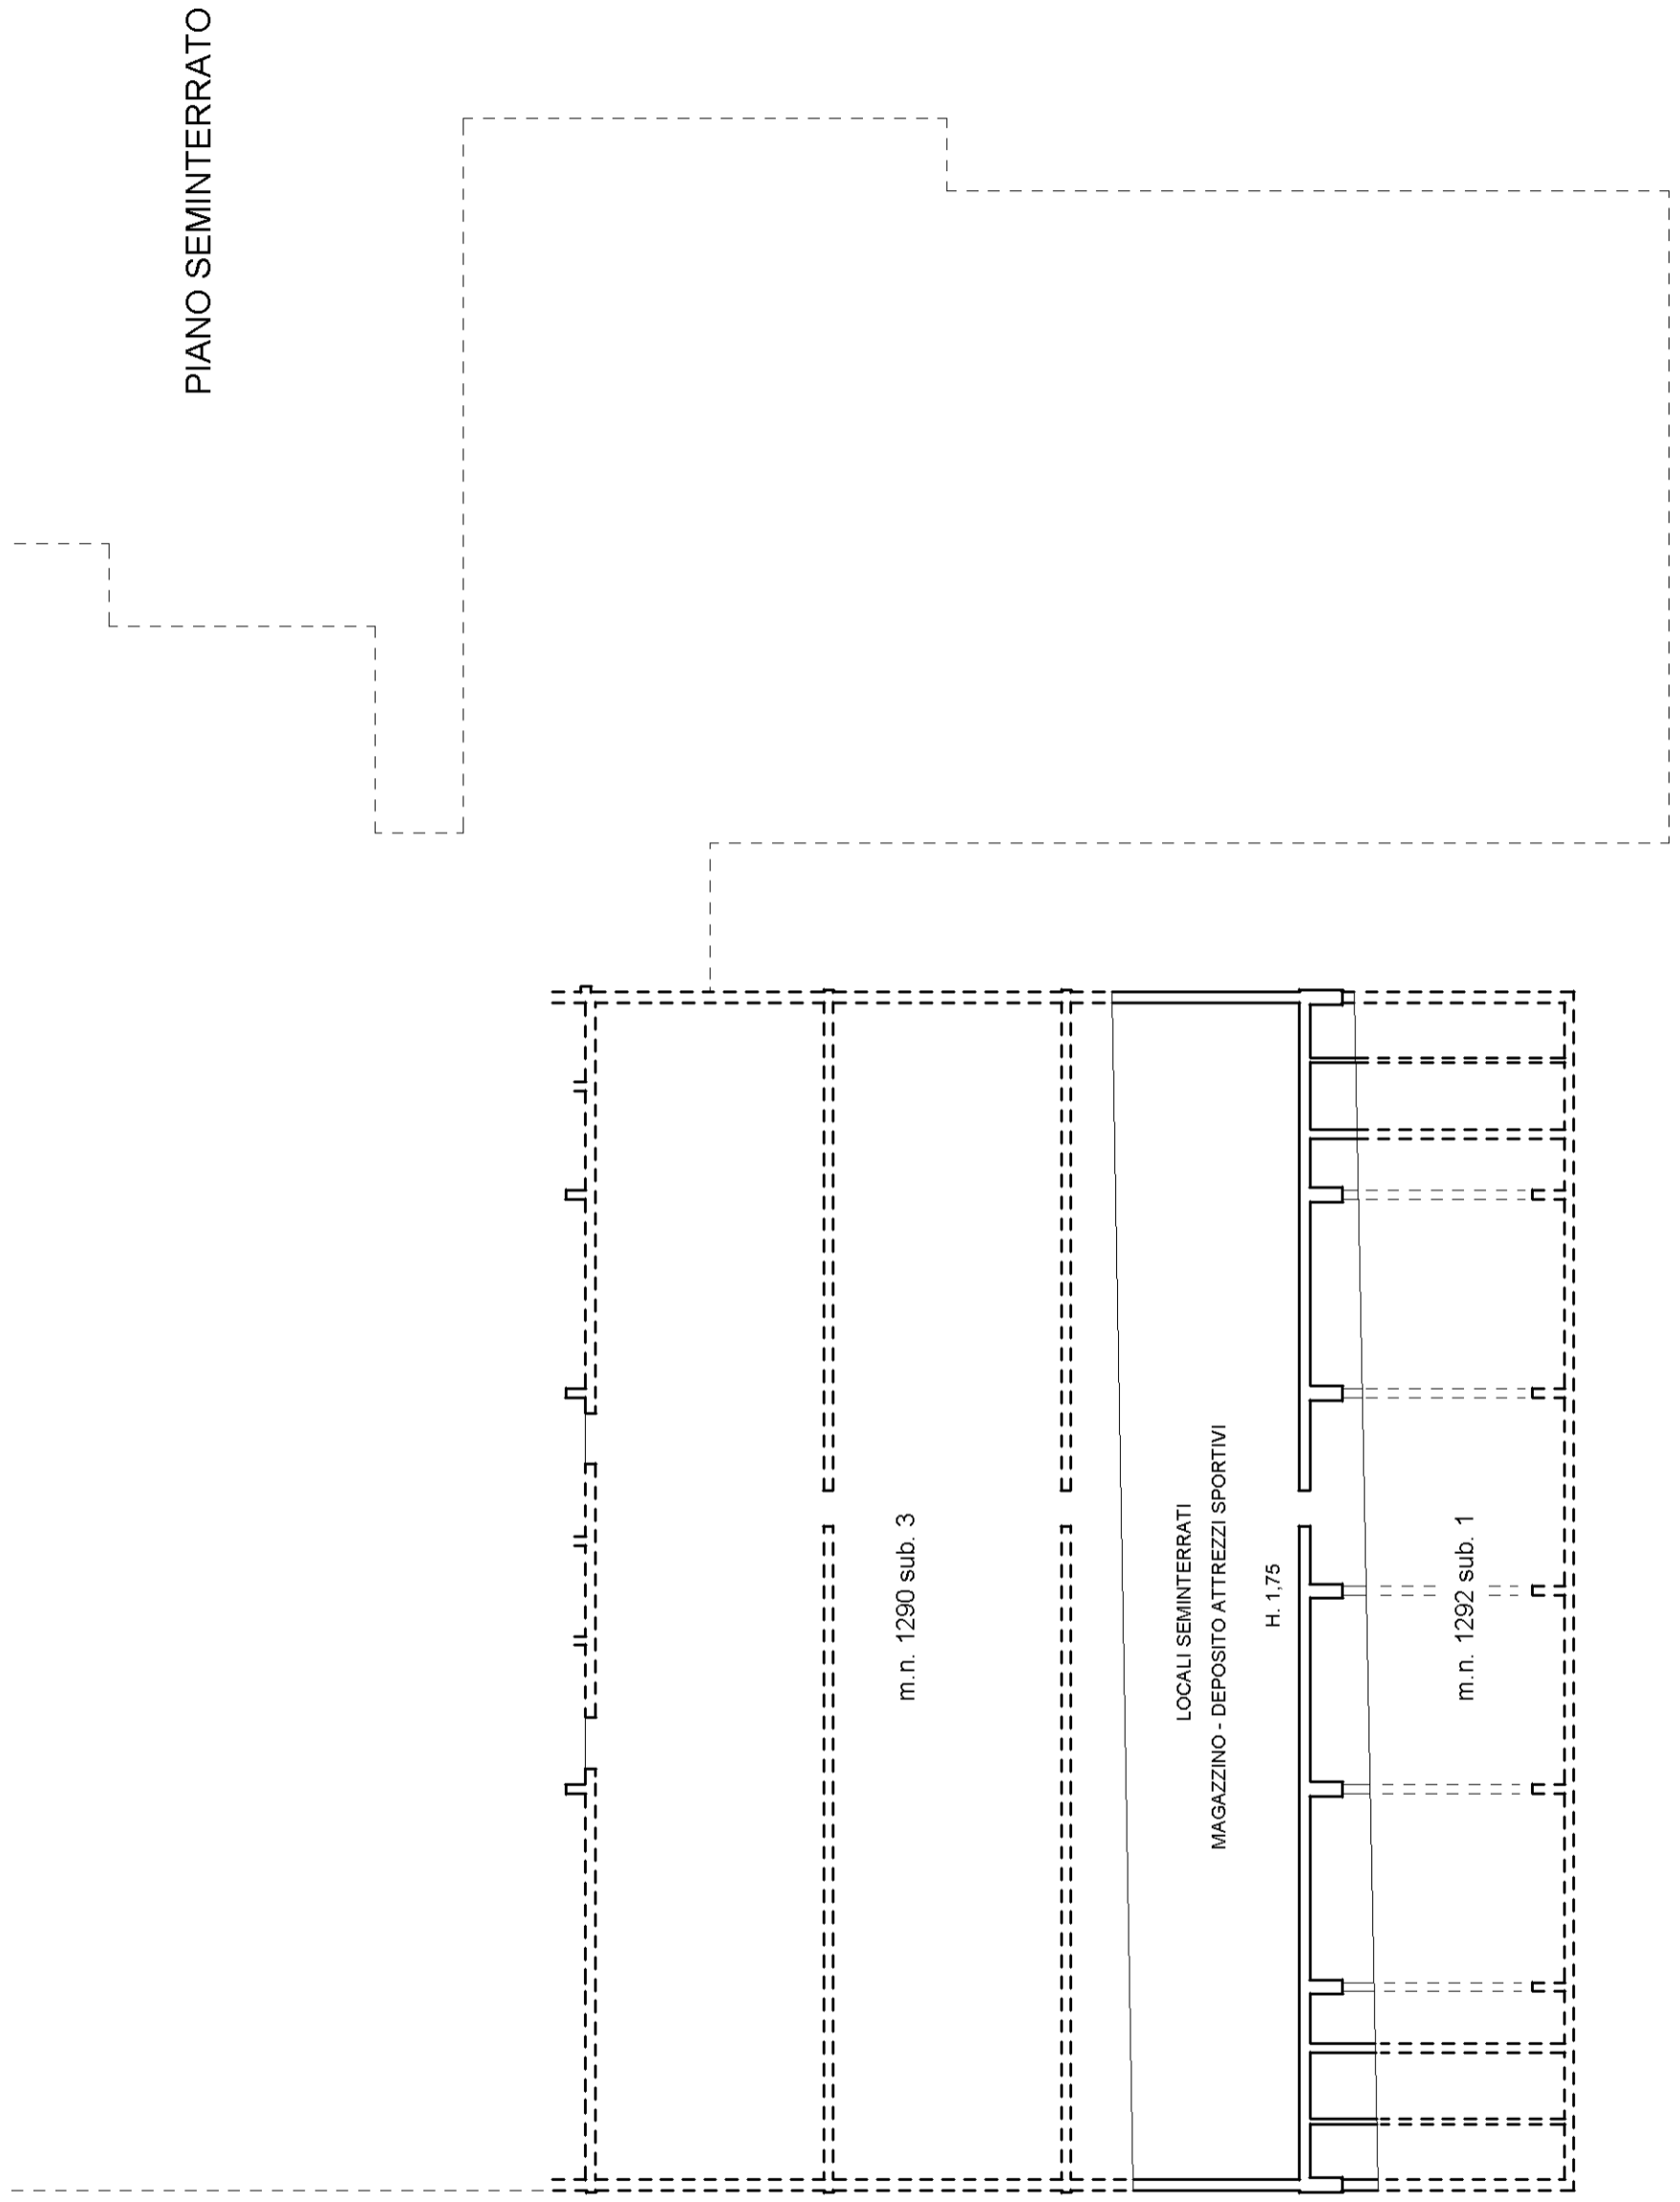 PIANO SEMINTERRATO
m.n. 1290 sub. 3
LOCALI SEMINTERRATI
MAGAZZINO - DEPOSITO ATTREZZI SPORTIVI
H. 1,75
m.n. 1292 sub. 1